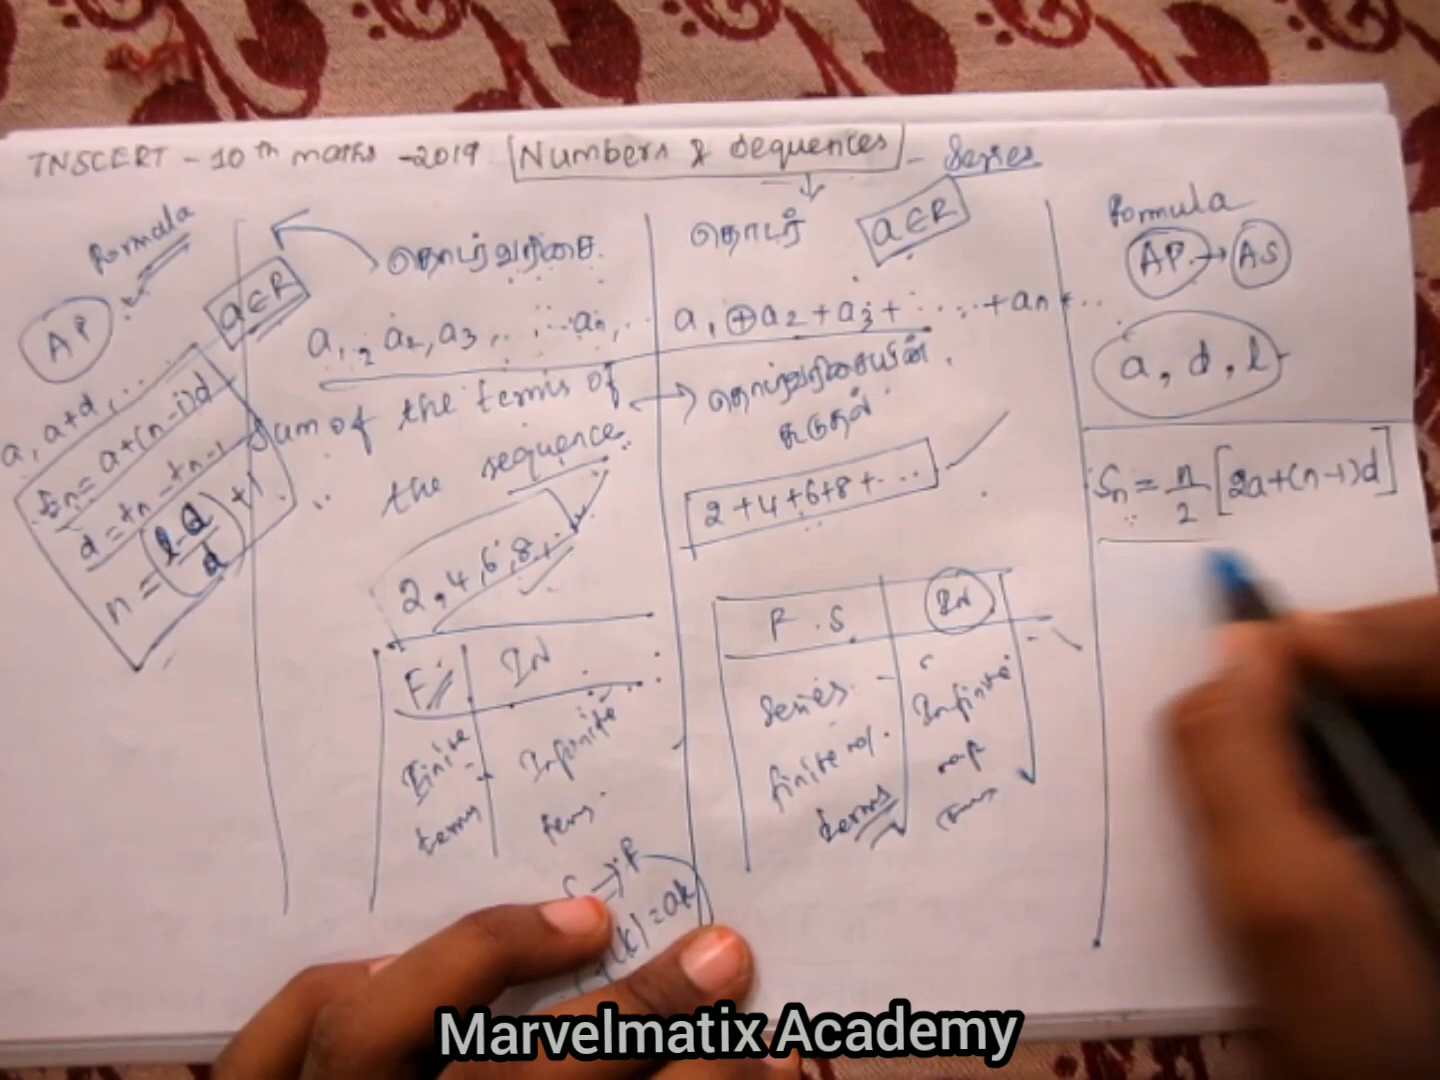 TNSCERT - 10th maths -2019 Numbers & Sequences - Series
Formula
AP
a∈R
a, a+d, ...
tn = a+(n-1)d
d = tn - tn-1
n = (l-a/d)+1
தொடர்வரிசை.
a1, a2, a3, ... an, ..
Sum of the terms of
the sequence
2, 4, 6, 8, ...
F
IN
Finite
terms
Infinite
terms
தொடர்
a∈R
a1 ⊕ a2 + a3 + ..... + an + ...
தொடர்வரிசையின்
கூடுதல்
2+4+6+8+...
F.S
IN
Series
finite no/.
terms
Infinite
(k) = ak
Formula
AP → AS
a, d, l
Sn = n/2 [2a+(n-1)d]
Marvelmatix Academy